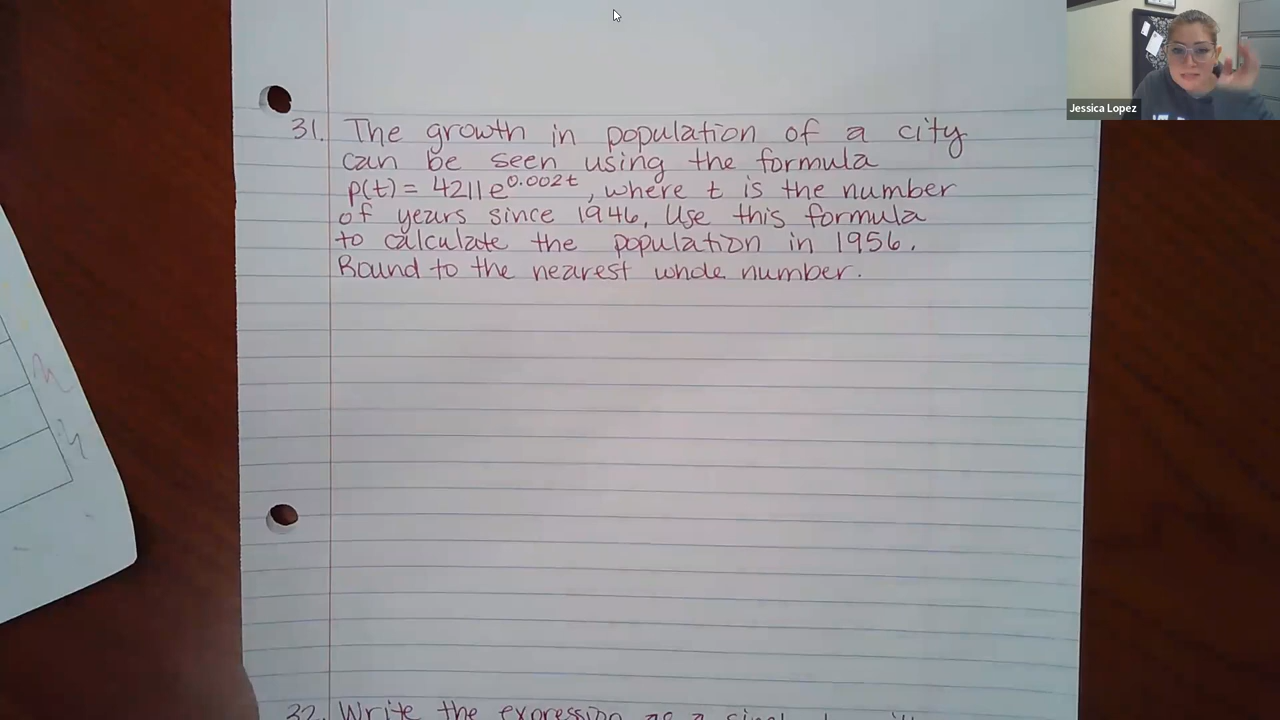 Jessica Lopez
31. The growth in population of a city
can be seen using the formula
p(t) = 4211e^0.002t, where t is the number
of years since 1946. Use this formula
to calculate the population in 1956.
Round to the nearest whole number.
32. Write the expression as a